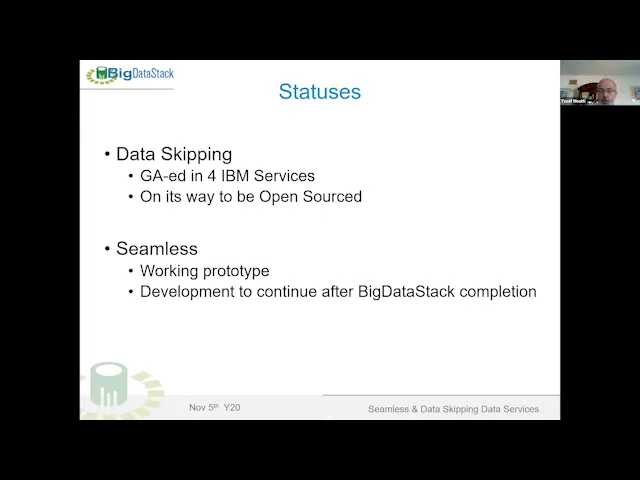 BigDataStack
Statuses
• Data Skipping
• GA-ed in 4 IBM Services
• On its way to be Open Sourced
• Seamless
• Working prototype
• Development to continue after BigDataStack completion
Nov 5th Y20
Seamless & Data Skipping Data Services